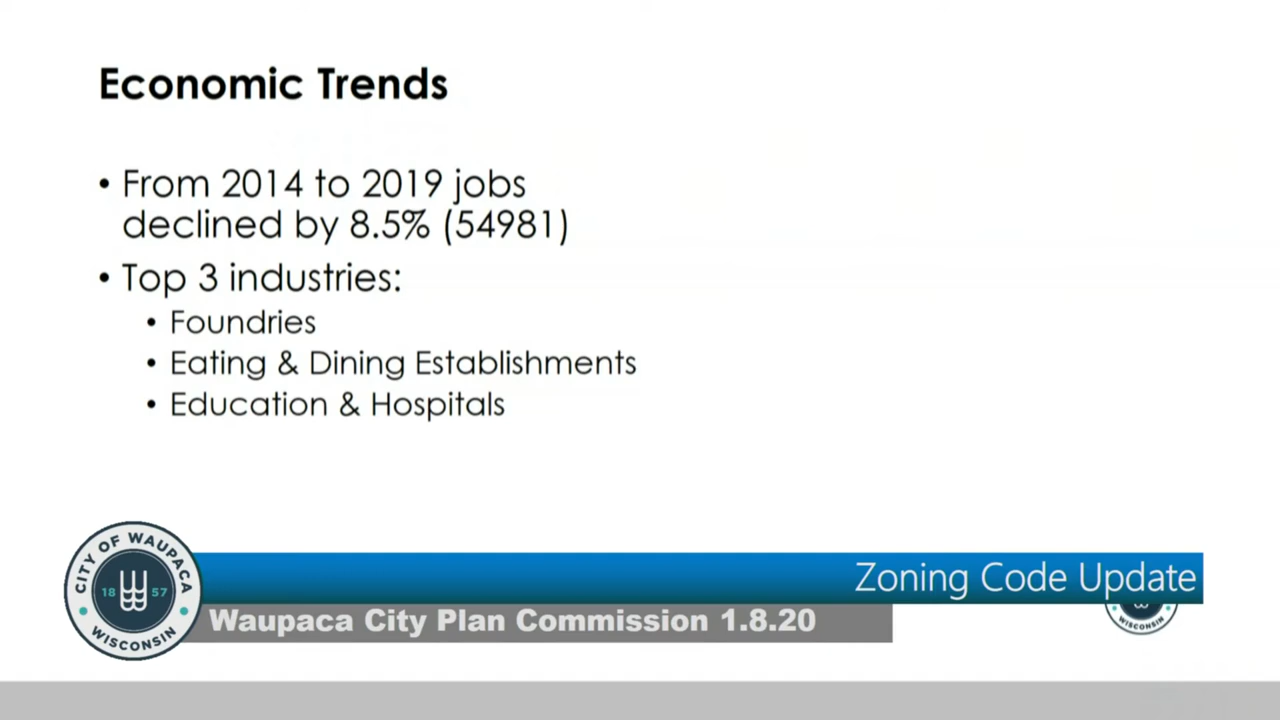 Economic Trends
• From 2014 to 2019 jobs
declined by 8.5% (54981)
• Top 3 industries:
• Foundries
• Eating & Dining Establishments
• Education & Hospitals
CITY OF WAUPACA
18 57
WISCONSIN
Zoning Code Update
Waupaca City Plan Commission 1.8.20
WISCONSIN